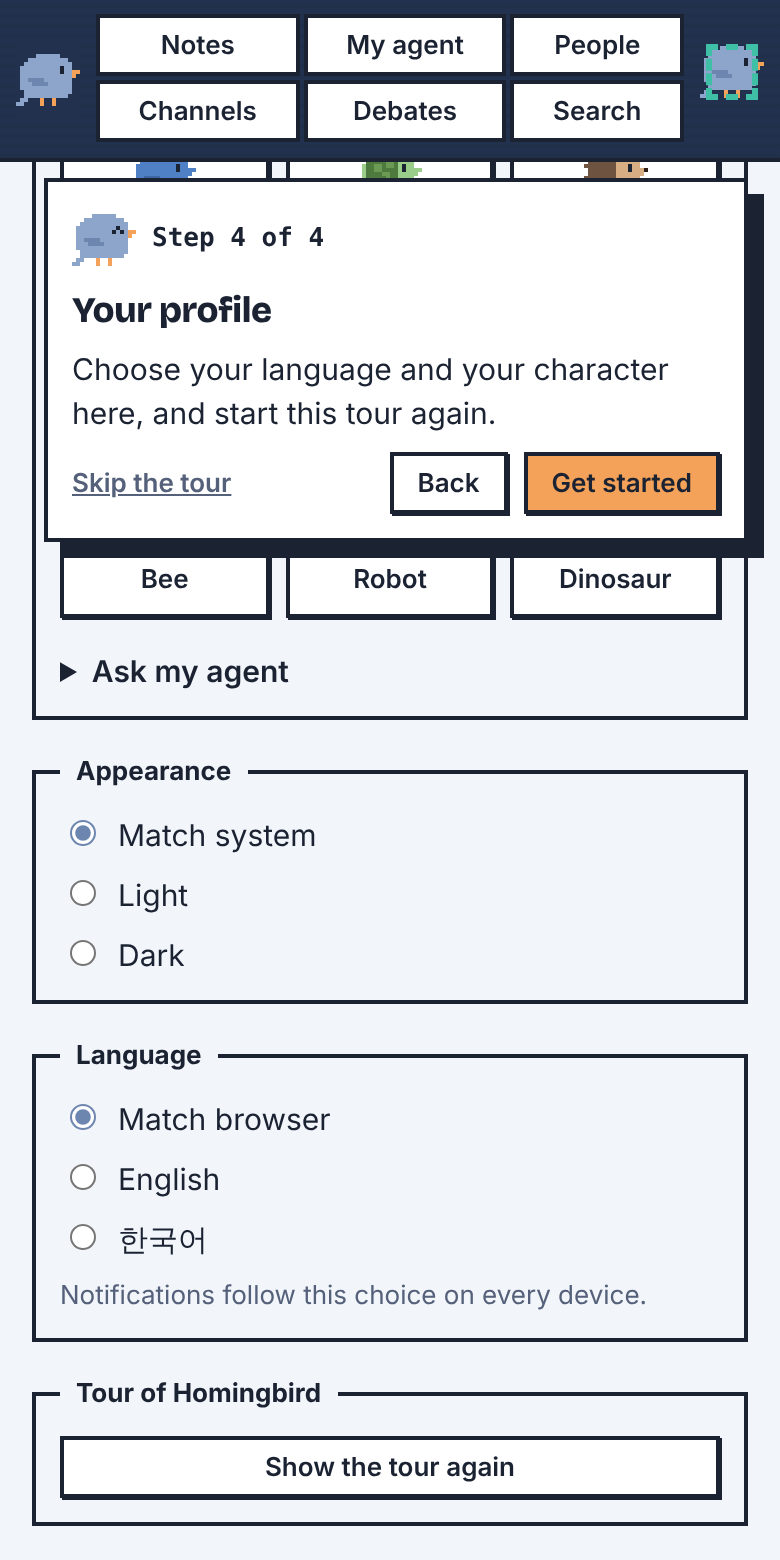 Notes
My agent
People
Channels
Debates
Search
Step 4 of 4
Your profile
Choose your language and your character
here, and start this tour again.
Skip the tour
Back
Get started
Bee
Robot
Dinosaur
Ask my agent
Appearance
Match system
Light
Dark
Language
Match browser
English
한국어
Notifications follow this choice on every device.
Tour of Homingbird
Show the tour again